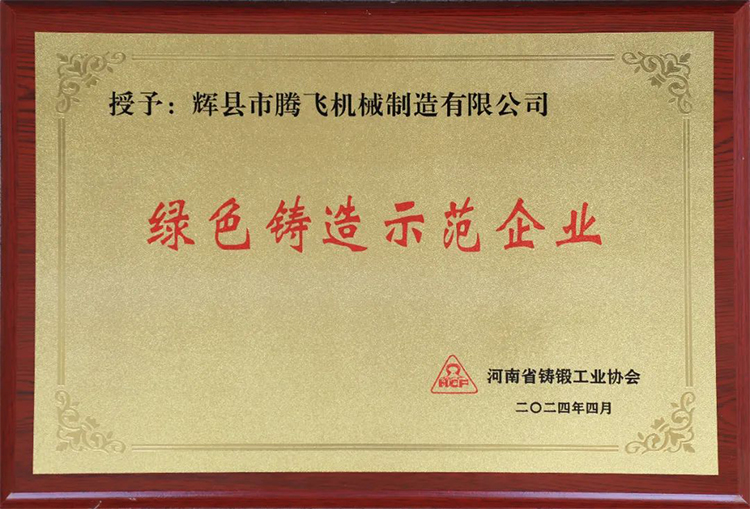 授予：辉县市腾飞机械制造有限公司
绿色铸造示范企业
HCF
河南省铸锻工业协会
二〇二四年四月